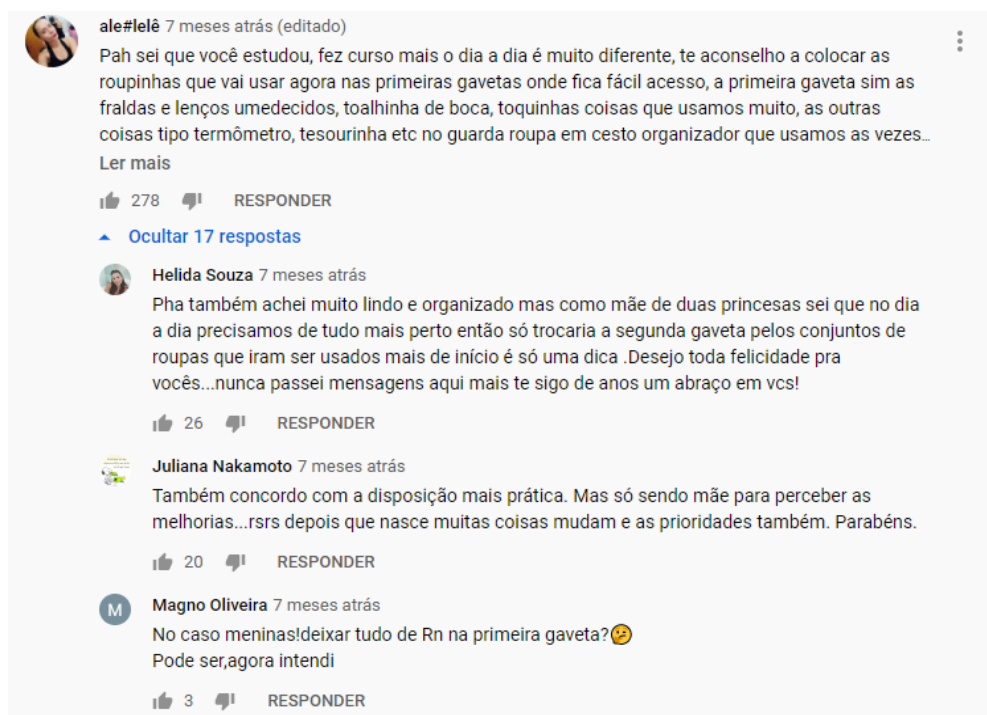 ale#lelê 7 meses atrás (editado)
Pah sei que você estudou, fez curso mais o dia a dia é muito diferente, te aconselho a colocar as
roupinhas que vai usar agora nas primeiras gavetas onde fica fácil acesso, a primeira gaveta sim as
fraldas e lenços umedecidos, toalhinha de boca, toquinhas coisas que usamos muito, as outras
coisas tipo termômetro, tesourinha etc no guarda roupa em cesto organizador que usamos as vezes...
Ler mais
278 RESPONDER
Ocultar 17 respostas
Helida Souza 7 meses atrás
Pha também achei muito lindo e organizado mas como mãe de duas princesas sei que no dia
a dia precisamos de tudo mais perto então só trocaria a segunda gaveta pelos conjuntos de
roupas que iram ser usados mais de início é só uma dica .Desejo toda felicidade pra
vocês...nunca passei mensagens aqui mais te sigo de anos um abraço em vcs!
26 RESPONDER
Juliana Nakamoto 7 meses atrás
Também concordo com a disposição mais prática. Mas só sendo mãe para perceber as
melhorias...rsrs depois que nasce muitas coisas mudam e as prioridades também. Parabéns.
20 RESPONDER
M
Magno Oliveira 7 meses atrás
No caso meninas!deixar tudo de Rn na primeira gaveta?🤔
Pode ser,agora intendi
3 RESPONDER